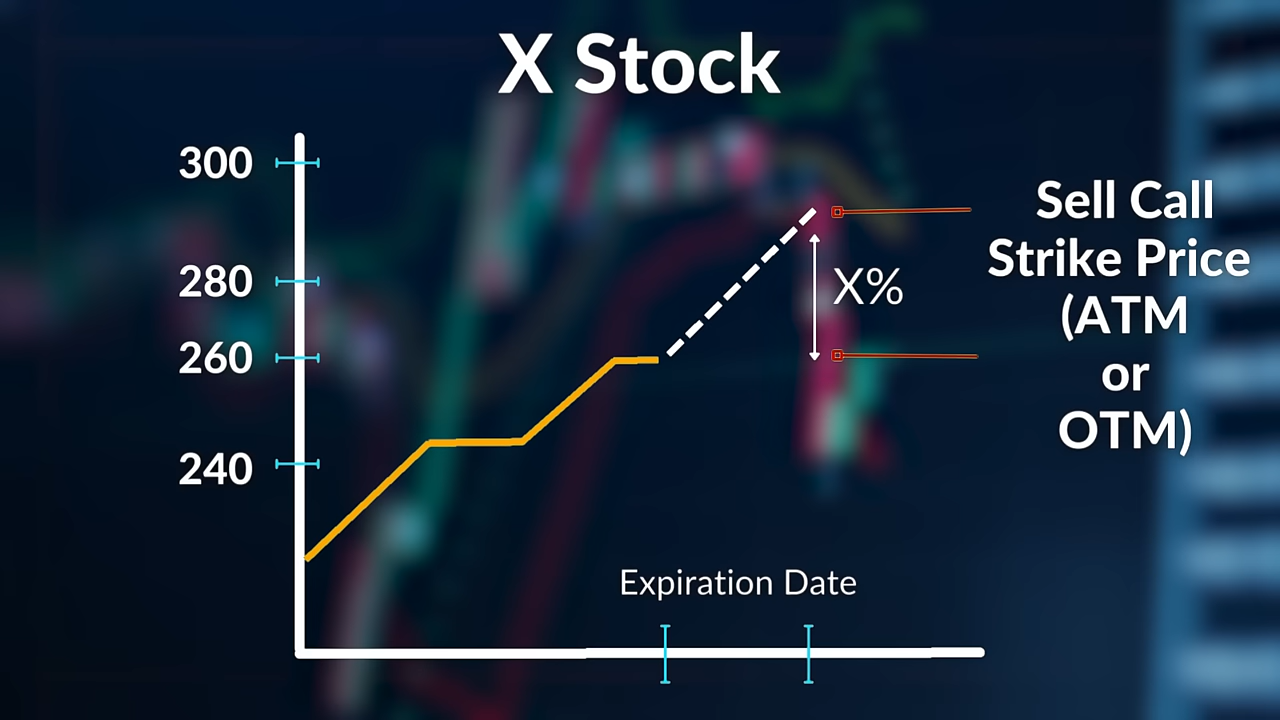 X Stock
300
280
260
240
X%
Sell Call
Strike Price
(ATM
or
OTM)
Expiration Date